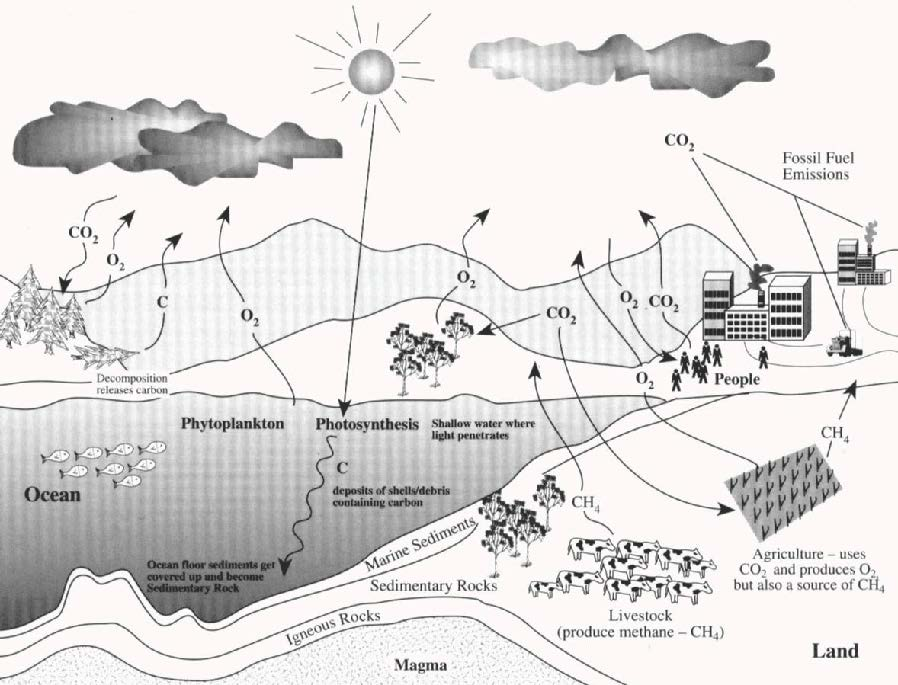 CO2
Fossil Fuel
Emissions
CO2
O2
C
O2
O2
CO2
O2
CO2
O2
People
Decomposition
releases carbon
Phytoplankton
Photosynthesis
Shallow water where
light penetrates
CH4
C
Ocean
deposits of shells/debris
containing carbon
CH4
Marine Sediments
Agriculture – uses
CO2 and produces O2
but also a source of CH4
Ocean floor sediments get
covered up and become
Sedimentary Rock
Sedimentary Rocks
Igneous Rocks
Livestock
(produce methane – CH4)
Land
Magma